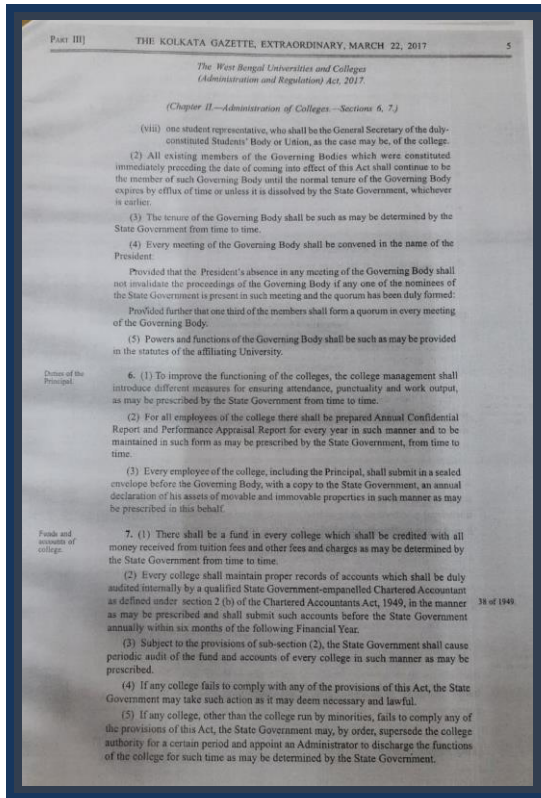 PART III]
THE KOLKATA GAZETTE, EXTRAORDINARY, MARCH 22, 2017
5
The West Bengal Universities and Colleges
(Administration and Regulation) Act, 2017.
(Chapter II.—Administration of Colleges.—Sections 6, 7.)
(viii) one student representative, who shall be the General Secretary of the duly-
constituted Students' Body or Union, as the case may be, of the college.
(2) All existing members of the Governing Bodies which were constituted
immediately preceding the date of coming into effect of this Act shall continue to be
the member of such Governing Body until the normal tenure of the Governing Body
expires by efflux of time or unless it is dissolved by the State Government, whichever
is earlier.
(3) The tenure of the Governing Body shall be such as may be determined by the
State Government from time to time.
(4) Every meeting of the Governing Body shall be convened in the name of the
President:
Provided that the President's absence in any meeting of the Governing Body shall
not invalidate the proceedings of the Governing Body if any one of the nominees of
the State Government is present in such meeting and the quorum has been duly formed:
Provided further that one third of the members shall form a quorum in every meeting
of the Governing Body.
(5) Powers and functions of the Governing Body shall be such as may be provided
in the statutes of the affiliating University.
Duties of the
Principal.
6. (1) To improve the functioning of the colleges, the college management shall
introduce different measures for ensuring attendance, punctuality and work output,
as may be prescribed by the State Government from time to time.
(2) For all employees of the college there shall be prepared Annual Confidential
Report and Performance Appraisal Report for every year in such manner and to be
maintained in such form as may be prescribed by the State Government, from time to
time.
(3) Every employee of the college, including the Principal, shall submit in a sealed
envelope before the Governing Body, with a copy to the State Government, an annual
declaration of his assets of movable and immovable properties in such manner as may
be prescribed in this behalf.
Funds and
accounts of
college.
7. (1) There shall be a fund in every college which shall be credited with all
money received from tuition fees and other fees and charges as may be determined by
the State Government from time to time.
(2) Every college shall maintain proper records of accounts which shall be duly
audited internally by a qualified State Government-empanelled Chartered Accountant
as defined under section 2 (b) of the Chartered Accountants Act, 1949, in the manner
38 of 1949.
as may be prescribed and shall submit such accounts before the State Government
annually within six months of the following Financial Year.
(3) Subject to the provisions of sub-section (2), the State Government shall cause
periodic audit of the fund and accounts of every college in such manner as may be
prescribed.
(4) If any college fails to comply with any of the provisions of this Act, the State
Government may take such action as it may deem necessary and lawful.
(5) If any college, other than the college run by minorities, fails to comply any of
the provisions of this Act, the State Government may, by order, supersede the college
authority for a certain period and appoint an Administrator to discharge the functions
of the college for such time as may be determined by the State Government.